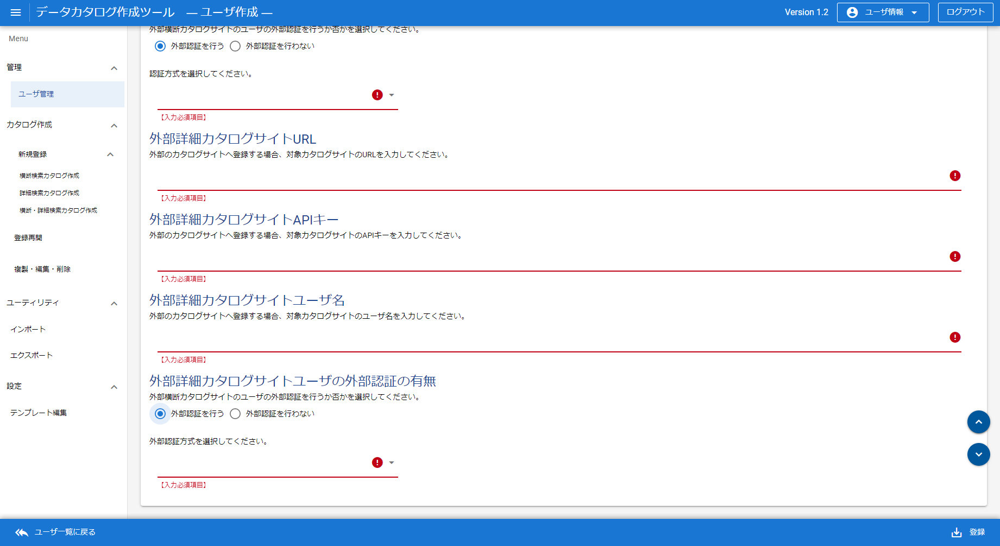 データカタログ作成ツール　― ユーザ作成 ―
Version 1.2
ユーザ情報
ログアウト
Menu
管理
ユーザ管理
カタログ作成
新規登録
横断検索カタログ作成
詳細検索カタログ作成
横断・詳細検索カタログ作成
登録再開
複製・編集・削除
ユーティリティ
インポート
エクスポート
設定
テンプレート編集
外部横断カタログサイトのユーザの外部認証を行うか否かを選択してください。
外部認証を行う 外部認証を行わない
認証方式を選択してください。
【入力必須項目】
外部詳細カタログサイトURL
外部のカタログサイトへ登録する場合、対象カタログサイトのURLを入力してください。
【入力必須項目】
外部詳細カタログサイトAPIキー
外部のカタログサイトへ登録する場合、対象カタログサイトのAPIキーを入力してください。
【入力必須項目】
外部詳細カタログサイトユーザ名
外部のカタログサイトへ登録する場合、対象カタログサイトのユーザ名を入力してください。
【入力必須項目】
外部詳細カタログサイトユーザの外部認証の有無
外部横断カタログサイトのユーザの外部認証を行うか否かを選択してください。
外部認証を行う 外部認証を行わない
外部認証方式を選択してください。
【入力必須項目】
ユーザ一覧に戻る
登録